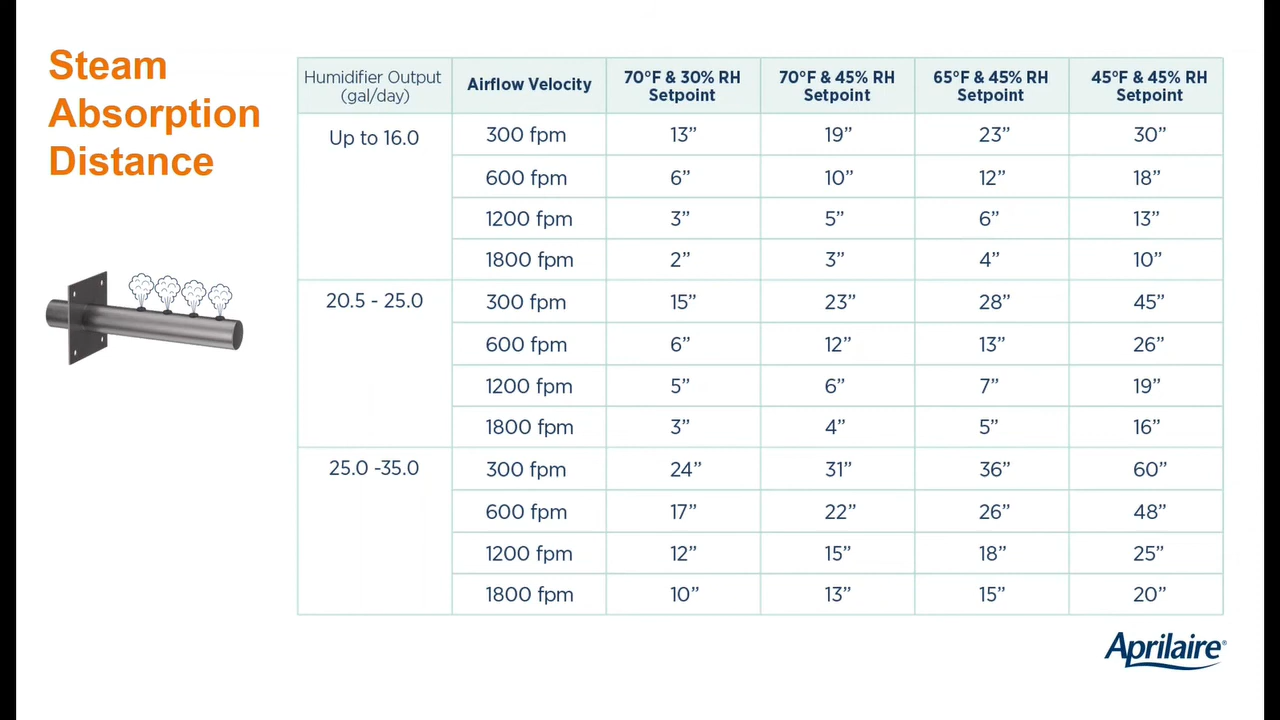 Steam
Absorption
Distance
Humidifier Output
(gal/day)
Airflow Velocity
70°F & 30% RH
Setpoint
70°F & 45% RH
Setpoint
65°F & 45% RH
Setpoint
45°F & 45% RH
Setpoint
Up to 16.0 300 fpm 13” 19” 23” 30”
600 fpm 6” 10” 12” 18”
1200 fpm 3” 5” 6” 13”
1800 fpm 2” 3” 4” 10”
20.5 - 25.0 300 fpm 15” 23” 28” 45”
600 fpm 6” 12” 13” 26”
1200 fpm 5” 6” 7” 19”
1800 fpm 3” 4” 5” 16”
25.0 -35.0 300 fpm 24” 31” 36” 60”
600 fpm 17” 22” 26” 48”
1200 fpm 12” 15” 18” 25”
1800 fpm 10” 13” 15” 20”
Aprilaire®